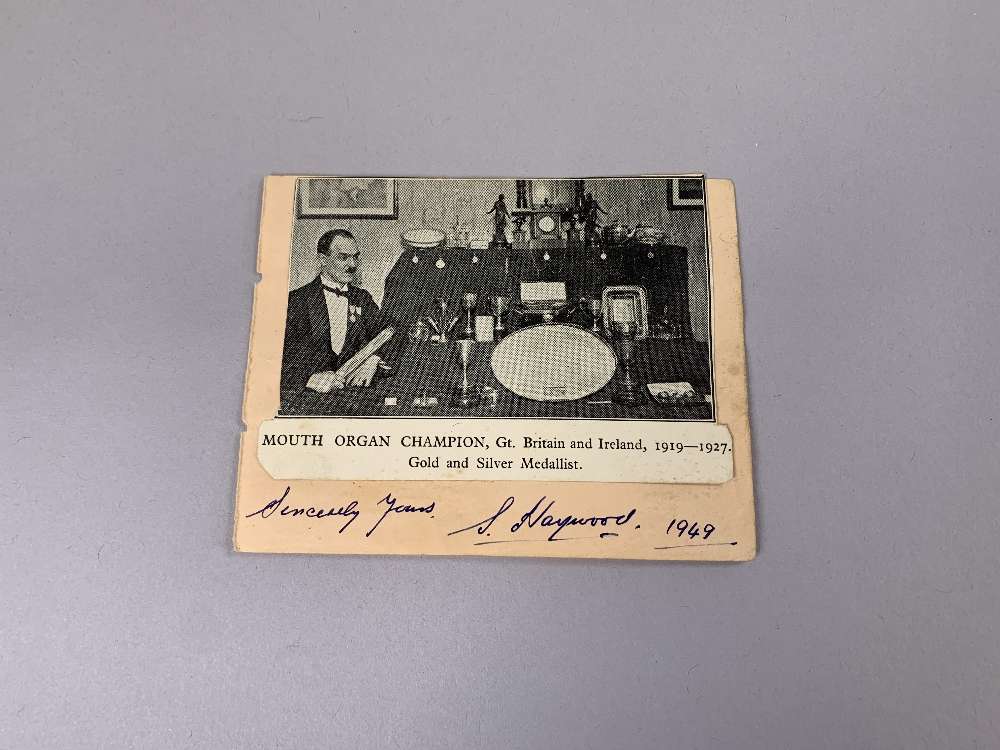 MOUTH ORGAN CHAMPION, Gt. Britain and Ireland, 1919—1927.
Gold and Silver Medallist.
Sincerely Yours. S. Haywood. 1949